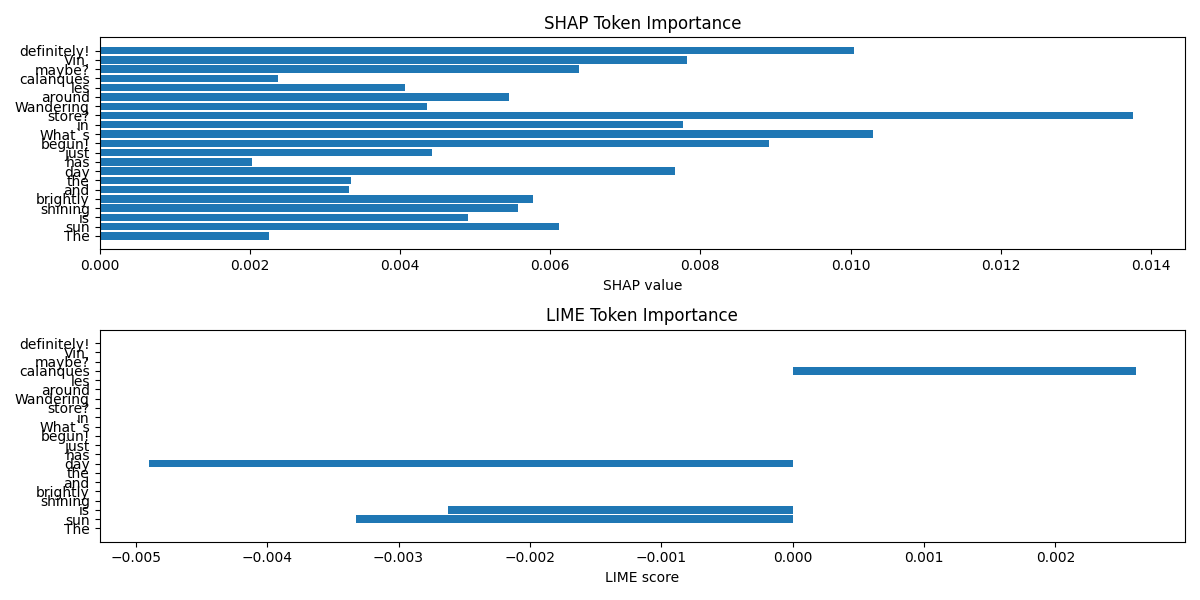 SHAP Token Importance
definitely!
Vin,
maybe?
calanques
les
around
Wandering
store?
in
What's
begun!
just
has
day
the
and
brightly
shining
is
sun
The
0.000 0.002 0.004 0.006 0.008 0.010 0.012 0.014
SHAP value
LIME Token Importance
definitely!
Vin,
maybe?
calanques
les
around
Wandering
store?
in
What's
begun!
just
has
day
the
and
brightly
shining
is
sun
The
−0.005 −0.004 −0.003 −0.002 −0.001 0.000 0.001 0.002
LIME score